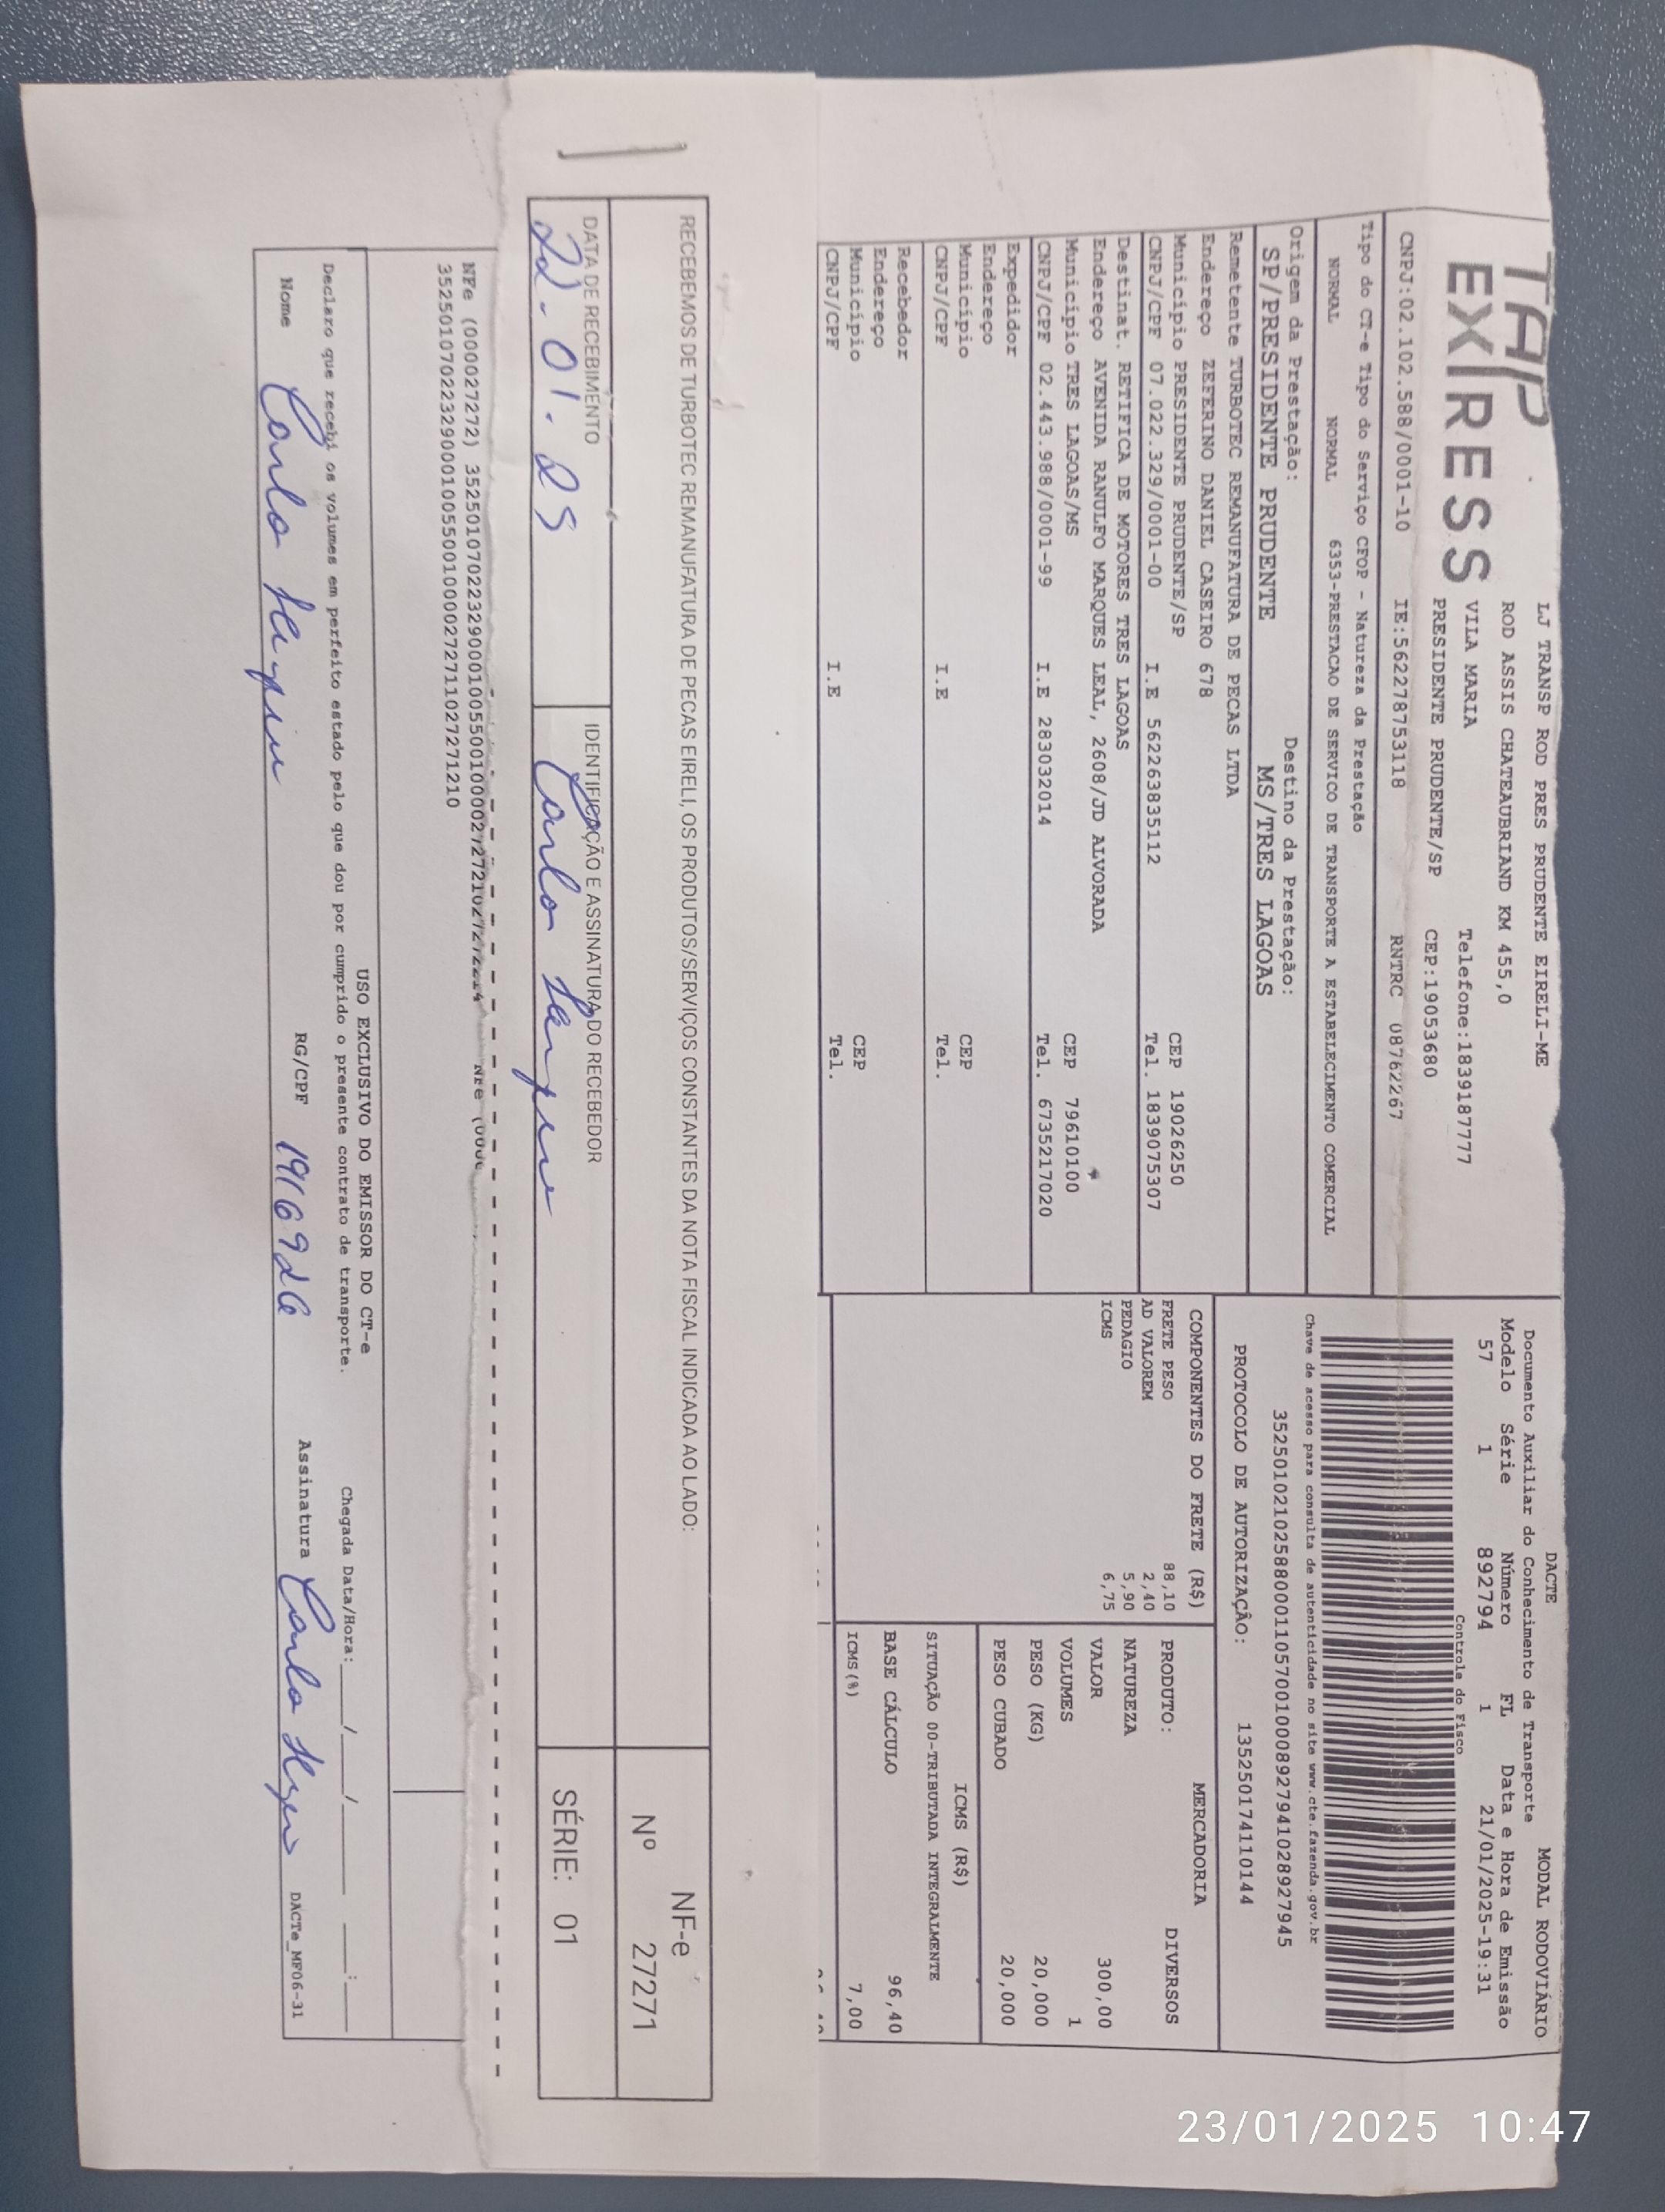 TAP EXPRESS
LJ TRANSP ROD PRES PRUDENTE EIRELI-ME
ROD ASSIS CHATEAUBRIAND KM 455,0
VILA MARIA Telefone:1839187777
PRESIDENTE PRUDENTE/SP CEP:19053680
CNPJ:02.102.588/0001-10 IE:562278753118 RNTRC 08762267
Tipo do CT-e Tipo do Serviço CFOP - Natureza da Prestação
NORMAL NORMAL 6353-PRESTACAO DE SERVICO DE TRANSPORTE A ESTABELECIMENTO COMERCIAL
Origem da Prestação: Destino da Prestação:
SP/PRESIDENTE PRUDENTE MS/TRES LAGOAS
Remetente TURBOTEC REMANUFATURA DE PECAS LTDA
Endereço ZEFERINO DANIEL CASEIRO 678
Município PRESIDENTE PRUDENTE/SP CEP 19026250
CNPJ/CPF 07.022.329/0001-00 I.E 562263835112 Tel. 1839075307
Destinat. RETIFICA DE MOTORES TRES LAGOAS
Endereço AVENIDA RANULFO MARQUES LEAL, 2608/JD ALVORADA
Município TRES LAGOAS/MS CEP 79610100
CNPJ/CPF 02.443.988/0001-99 I.E 283032014 Tel. 6735217020
Expedidor
Endereço
Município CEP
CNPJ/CPF I.E Tel.
Recebedor
Endereço
Município CEP
CNPJ/CPF I.E Tel.
DACTE MODAL RODOVIÁRIO
Documento Auxiliar do Conhecimento de Transporte
Modelo Série Número FL Data e Hora de Emissão
57 1 892794 1 21/01/2025-19:31
Controle do Fisco
Chave de acesso para consulta de autenticidade no site www.cte.fazenda.gov.br
35250102102588000110570010008927941028927945
PROTOCOLO DE AUTORIZAÇÃO: 135250174110144
COMPONENTES DO FRETE (R$)
FRETE PESO 88,10
AD VALOREM 2,40
PEDAGIO 5,90
ICMS 6,75
MERCADORIA
PRODUTO: DIVERSOS
NATUREZA
VALOR 300,00
VOLUMES 1
PESO (KG) 20,000
PESO CUBADO 20,000
ICMS (R$)
SITUAÇÃO 00-TRIBUTADA INTEGRALMENTE
BASE CÁLCULO 96,40
ICMS(%) 7,00
RECEBEMOS DE TURBOTEC REMANUFATURA DE PECAS EIRELI, OS PRODUTOS/SERVIÇOS CONSTANTES DA NOTA FISCAL INDICADA AO LADO:
NF-e
Nº 27271
SÉRIE: 01
DATA DE RECEBIMENTO
22.01.25
IDENTIFICAÇÃO E ASSINATURA DO RECEBEDOR
Carlo
NFe (000027272)
35250107022329000100550010000272711027271210
USO EXCLUSIVO DO EMISSOR DO CT-e
Declaro que recebi os volumes em perfeito estado pelo que dou por cumprido o presente contrato de transporte. Chegada Data/Hora:___/___/___ ___:___
Nome Carlo RG/CPF Assinatura Carlo DACTe_MF06-31
23/01/2025 10:47